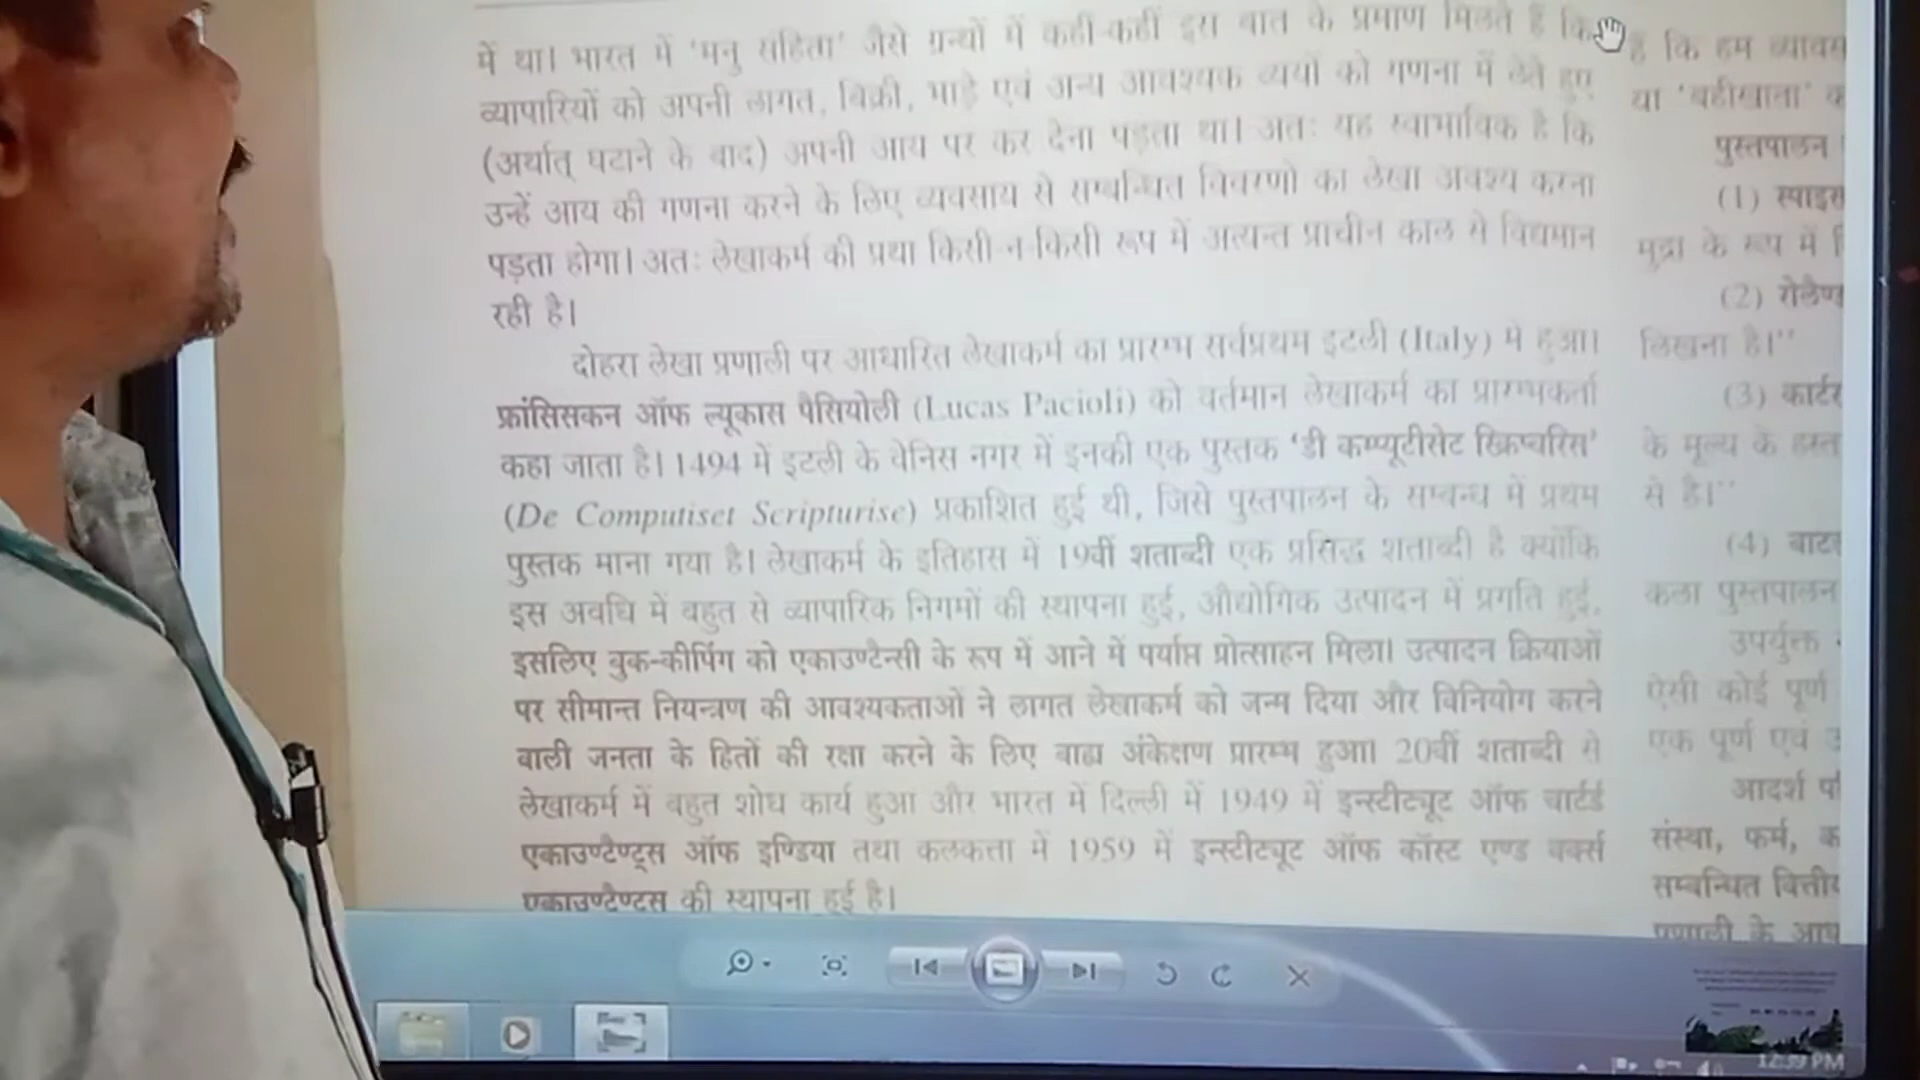 में था। भारत में 'मनु संहिता' जैसे ग्रन्थों में कहीं-कहीं इस बात के प्रमाण मिलते हैं कि
व्यापारियों को अपनी लागत, बिक्री, भाड़े एवं अन्य आवश्यक व्ययों को गणना में लेते हुए
(अर्थात् घटाने के बाद) अपनी आय पर कर देना पड़ता था। अतः यह स्वाभाविक है कि
उन्हें आय की गणना करने के लिए व्यवसाय से सम्बन्धित विवरणों का लेखा अवश्य करना
पड़ता होगा। अतः लेखाकर्म की प्रथा किसी-न-किसी रूप में अत्यन्त प्राचीन काल से विद्यमान
रही है।
दोहरा लेखा प्रणाली पर आधारित लेखाकर्म का प्रारम्भ सर्वप्रथम इटली (Italy) में हुआ।
फ्रांसिसकन ऑफ ल्यूकास पैसियोली (Lucas Pacioli) को वर्तमान लेखाकर्म का प्रारम्भकर्ता
कहा जाता है। 1494 में इटली के वेनिस नगर में इनकी एक पुस्तक 'डी कम्प्यूटीसेट स्क्रिप्चरिस'
(De Computiset Scripturise) प्रकाशित हुई थी, जिसे पुस्तपालन के सम्बन्ध में प्रथम
पुस्तक माना गया है। लेखाकर्म के इतिहास में 19वीं शताब्दी एक प्रसिद्ध शताब्दी है क्योंकि
इस अवधि में बहुत से व्यापारिक निगमों की स्थापना हुई, औद्योगिक उत्पादन में प्रगति हुई,
इसलिए बुक-कीपिंग को एकाउण्टैन्सी के रूप में आने में पर्याप्त प्रोत्साहन मिला। उत्पादन क्रियाओं
पर सीमान्त नियन्त्रण की आवश्यकताओं ने लागत लेखाकर्म को जन्म दिया और विनियोग करने
वाली जनता के हितों की रक्षा करने के लिए बाह्य अंकेक्षण प्रारम्भ हुआ। 20वीं शताब्दी से
लेखाकर्म में बहुत शोध कार्य हुआ और भारत में दिल्ली में 1949 में इन्स्टीट्यूट ऑफ चार्टर्ड
एकाउण्टैण्ट्स ऑफ इण्डिया तथा कलकत्ता में 1959 में इन्स्टीट्यूट ऑफ कॉस्ट एण्ड वर्क्स
एकाउण्टैण्ट्स की स्थापना हुई है।
है कि हम
या 'बहीखाता'
पुस्तपालन
(1)
मुद्रा के रूप में
(2)
लिखना है।"
(3) कार्टर
के मूल्य के
से है।"
(4)
कला पुस्तपालन
उपर्युक्त
ऐसी कोई पूर्ण
एक पूर्ण एवं
आदर्श
संस्था, फर्म,
सम्बन्धित
प्रणाली के
12:39 PM